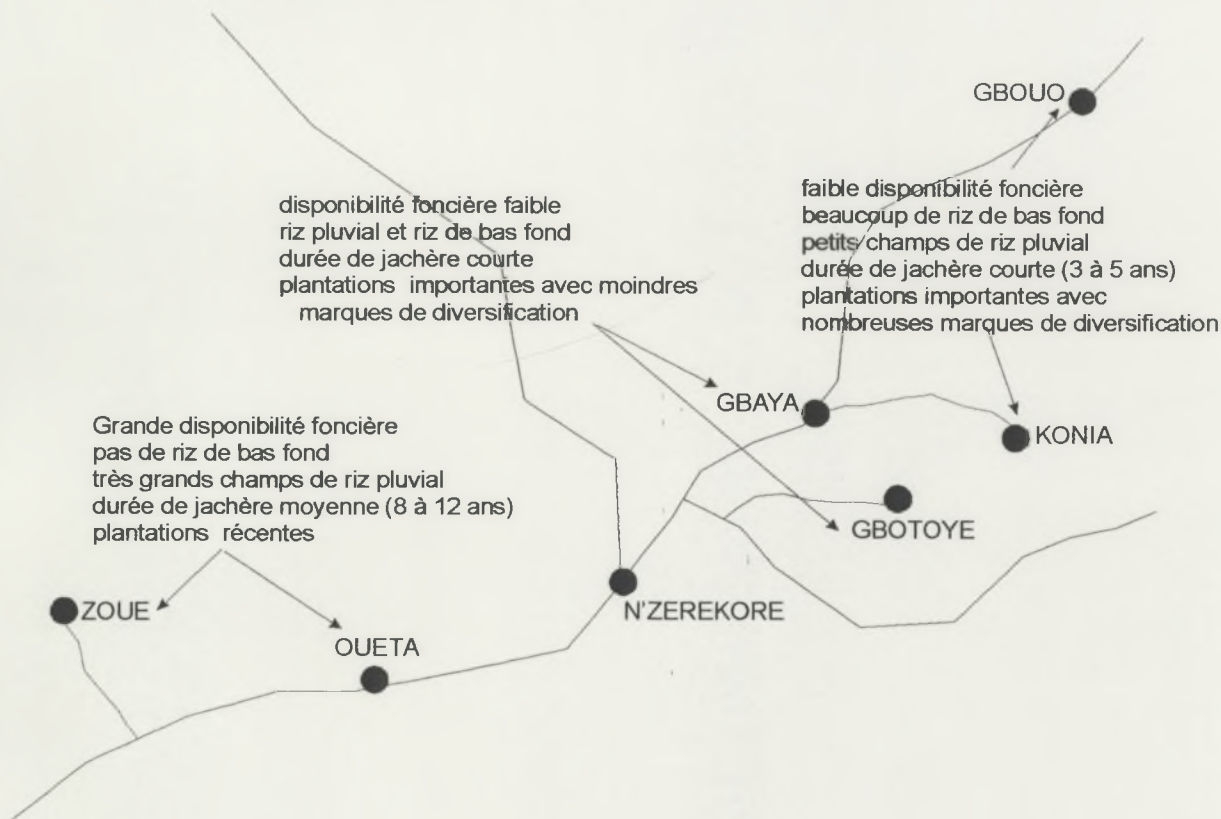 GBOUO
faible disponibilité foncière
beaucoup de riz de bas fond
petits champs de riz pluvial
durée de jachère courte (3 à 5 ans)
plantations importantes avec
nombreuses marques de diversification
disponibilité foncière faible
riz pluvial et riz de bas fond
durée de jachère courte
plantations importantes avec moindres
marques de diversification
GBAYA
KONIA
Grande disponibilité foncière
pas de riz de bas fond
très grands champs de riz pluvial
durée de jachère moyenne (8 à 12 ans)
plantations récentes
GBOTOYE
ZOUE
N'ZEREKORE
OUETA